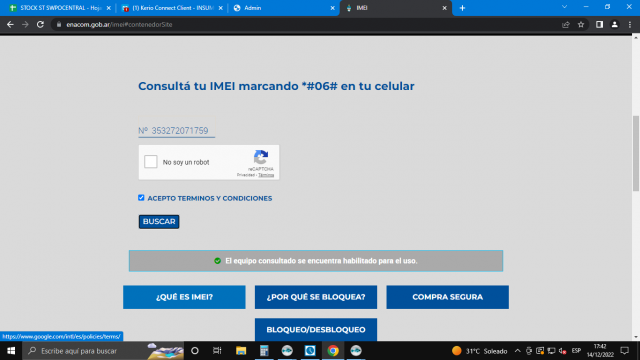 STOCK ST SWPOCENTRAL - Hoja
(1) Kerio Connect Client - INSUM
Admin
IMEI
enacom.gob.ar/imei#contenedorSite
Consultá tu IMEI marcando *#06# en tu celular
Nº 353272071759
No soy un robot
reCAPTCHA
Privacidad - Términos
ACEPTO TERMINOS Y CONDICIONES
BUSCAR
El equipo consultado se encuentra habilitado para el uso.
¿QUÉ ES IMEI?
¿POR QUÉ SE BLOQUEA?
COMPRA SEGURA
BLOQUEO/DESBLOQUEO
https://www.google.com/intl/es/policies/terms/
Escribe aquí para buscar
31°C Soleado
ESP
17:42
14/12/2022